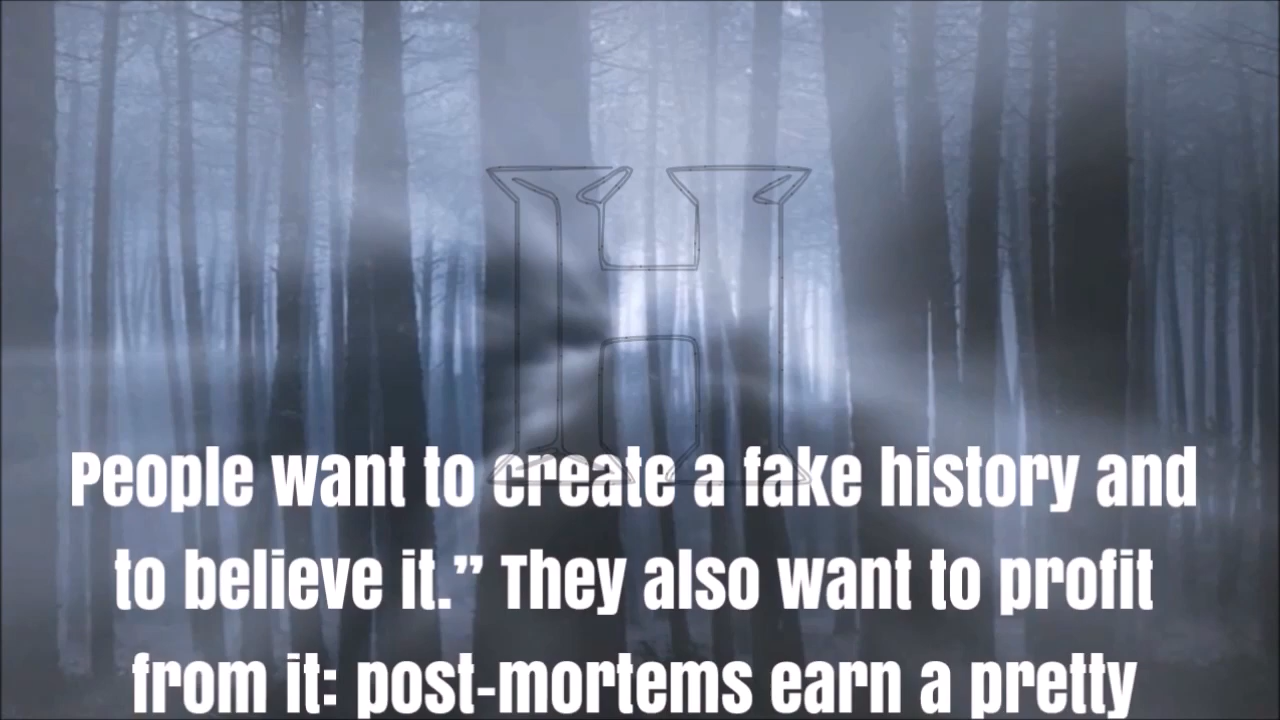 H
People want to create a fake history and
to believe it.” They also want to profit
from it: post-mortems earn a pretty